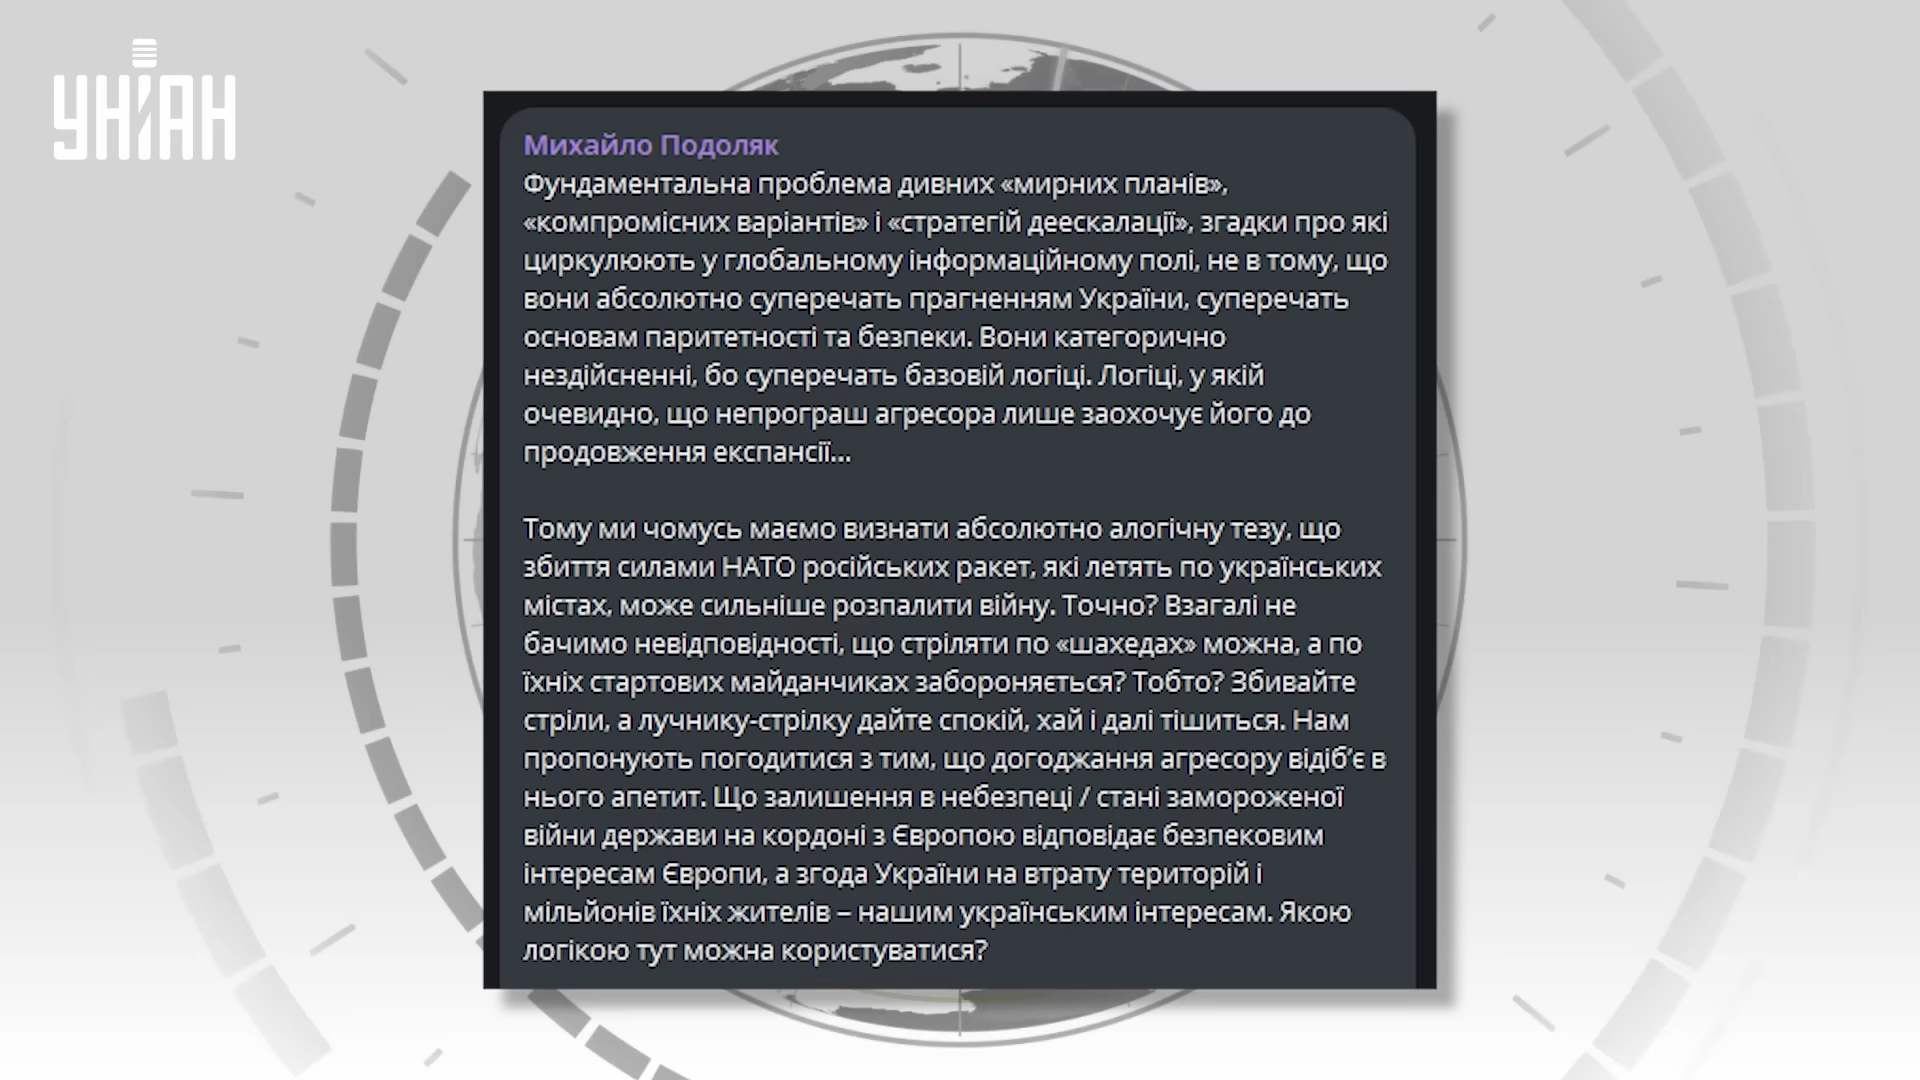 УНІАН
Михайло Подоляк
Фундаментальна проблема дивних «мирних планів»,
«компромісних варіантів» і «стратегій деескалації», згадки про які
циркулюють у глобальному інформаційному полі, не в тому, що
вони абсолютно суперечать прагненням України, суперечать
основам паритетності та безпеки. Вони категорично
нездійсненні, бо суперечать базовій логіці. Логіці, у якій
очевидно, що непрограш агресора лише заохочує його до
продовження експансії...
Тому ми чомусь маємо визнати абсолютно алогічну тезу, що
збиття силами НАТО російських ракет, які летять по українських
містах, може сильніше розпалити війну. Точно? Взагалі не
бачимо невідповідності, що стріляти по «шахедах» можна, а по
їхніх стартових майданчиках забороняється? Тобто? Збивайте
стріли, а лучнику-стрілку дайте спокій, хай і далі тішиться. Нам
пропонують погодитися з тим, що догоджання агресору відіб’є в
нього апетит. Що залишення в небезпеці / стані замороженої
війни держави на кордоні з Європою відповідає безпековим
інтересам Європи, а згода України на втрату територій і
мільйонів їхніх жителів – нашим українським інтересам. Якою
логікою тут можна користуватися?